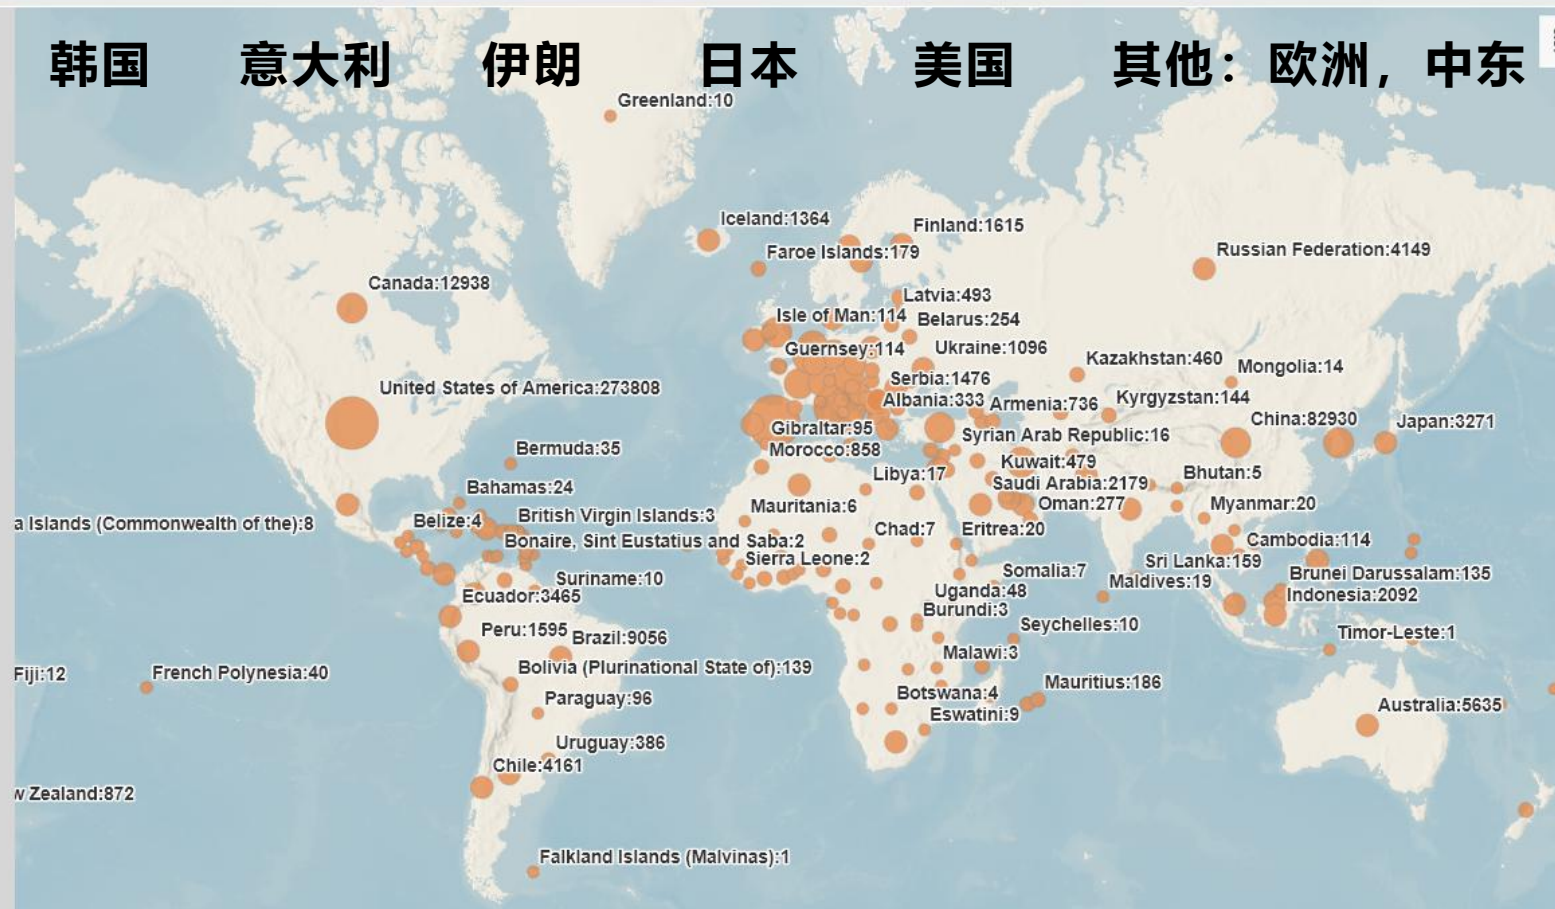 韩国 意大利 伊朗 日本 美国 其他：欧洲，中东
Greenland:10
Iceland:1364
Finland:1615
Faroe Islands:179
Russian Federation:4149
Canada:12938
Latvia:493
Isle of Man:114
Belarus:254
Guernsey:114
Ukraine:1096
Kazakhstan:460
Mongolia:14
United States of America:273808
Serbia:1476
Albania:333
Armenia:736
Kyrgyzstan:144
China:82930
Japan:3271
Gibraltar:95
Syrian Arab Republic:16
Bermuda:35
Morocco:858
Kuwait:479
Libya:17
Bhutan:5
Saudi Arabia:2179
Bahamas:24
Mauritania:6
Oman:277
Myanmar:20
a Islands (Commonwealth of the):8
Belize:4
British Virgin Islands:3
Chad:7
Eritrea:20
Bonaire, Sint Eustatius and Saba:2
Cambodia:114
Sierra Leone:2
Sri Lanka:159
Somalia:7
Brunei Darussalam:135
Suriname:10
Maldives:19
Uganda:48
Ecuador:3465
Indonesia:2092
Burundi:3
Seychelles:10
Peru:1595
Brazil:9056
Timor-Leste:1
Malawi:3
Fiji:12
French Polynesia:40
Bolivia (Plurinational State of):139
Mauritius:186
Botswana:4
Paraguay:96
Australia:5635
Eswatini:9
Uruguay:386
Chile:4161
w Zealand:872
Falkland Islands (Malvinas):1